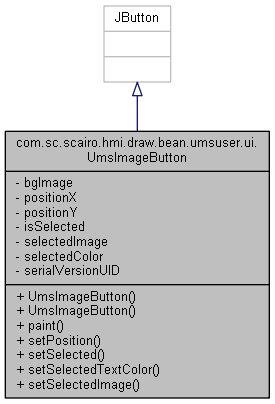 JButton
com.sc.scairo.hmi.draw.bean.umsuser.ui.
UmsImageButton
- bgImage
- positionX
- positionY
- isSelected
- selectedImage
- selectedColor
- serialVersionUID
+ UmsImageButton()
+ UmsImageButton()
+ paint()
+ setPosition()
+ setSelected()
+ setSelectedTextColor()
+ setSelectedImage()